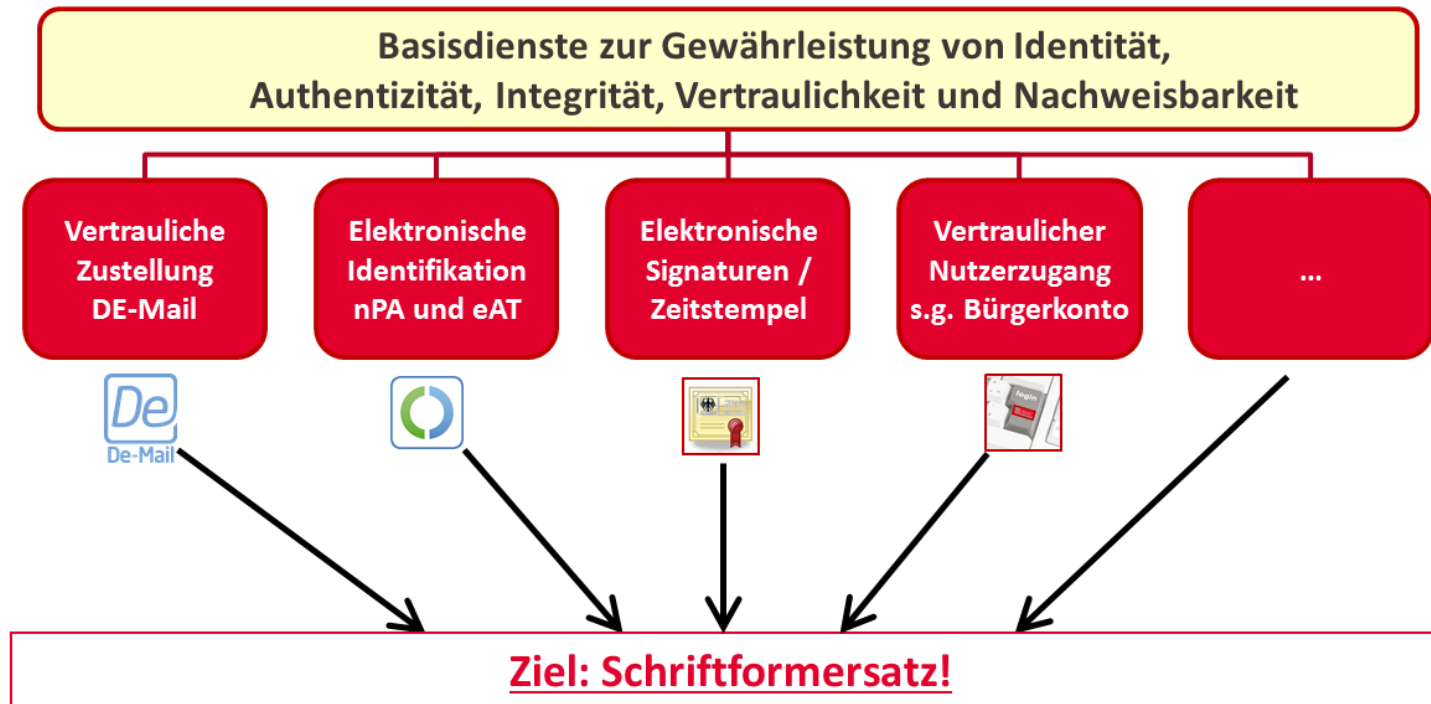 Basisdienste zur Gewährleistung von Identität,
Authentizität, Integrität, Vertraulichkeit und Nachweisbarkeit
Vertrauliche
Zustellung
DE-Mail
Elektronische
Identifikation
nPA und eAT
Elektronische
Signaturen /
Zeitstempel
Vertraulicher
Nutzerzugang
s.g. Bürgerkonto
...
De
De-Mail
login
Ziel: Schriftformersatz!